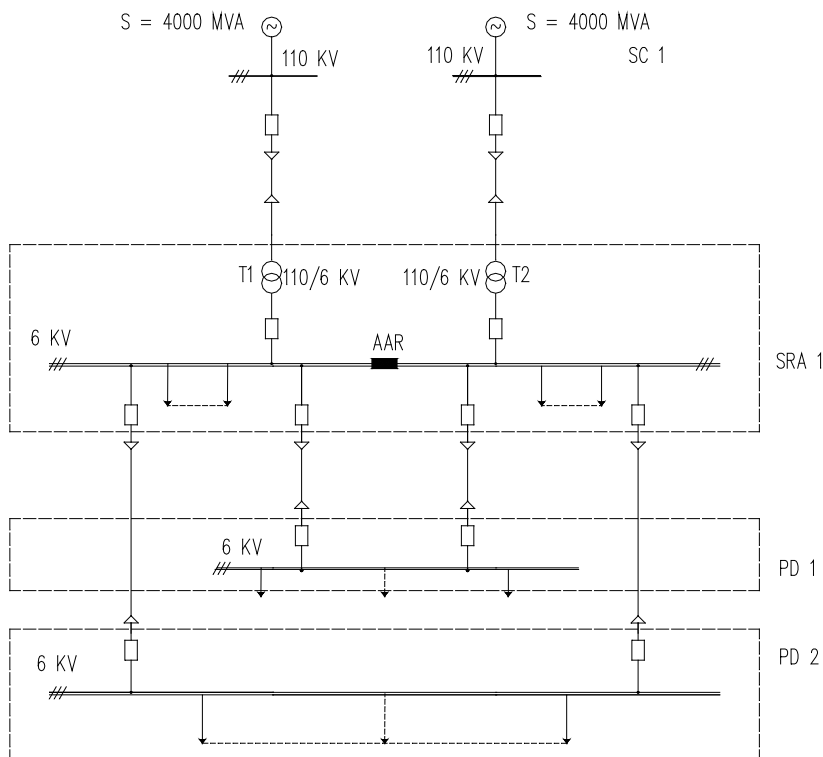 S = 4000 MVA
S = 4000 MVA
110 KV
110 KV
SC 1
T1
110/6 KV
110/6 KV
T2
6 KV
AAR
SRA 1
6 KV
PD 1
6 KV
PD 2